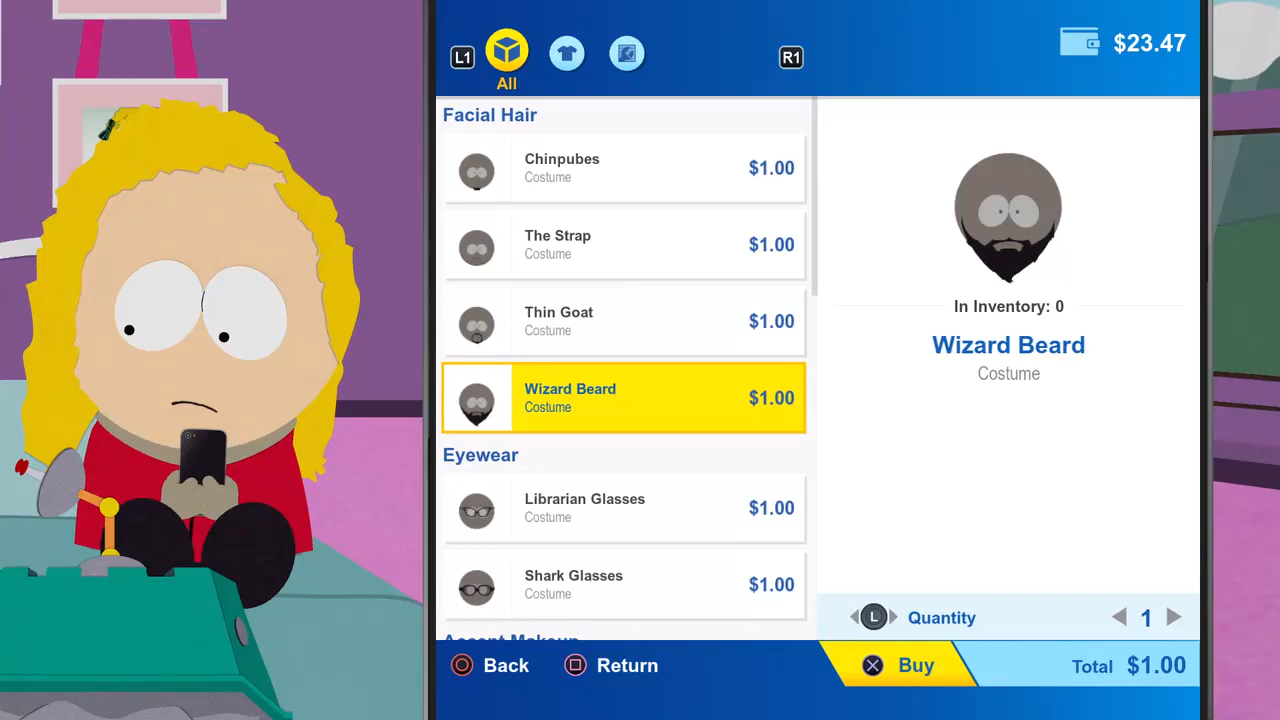 L1
All
R1
$23.47
Facial Hair
Chinpubes
Costume
$1.00
The Strap
Costume
$1.00
Thin Goat
Costume
$1.00
Wizard Beard
Costume
$1.00
Eyewear
Librarian Glasses
Costume
$1.00
Shark Glasses
Costume
$1.00
Accent Makeup
In Inventory: 0
Wizard Beard
Costume
L Quantity 1
Back Return
Buy
Total $1.00